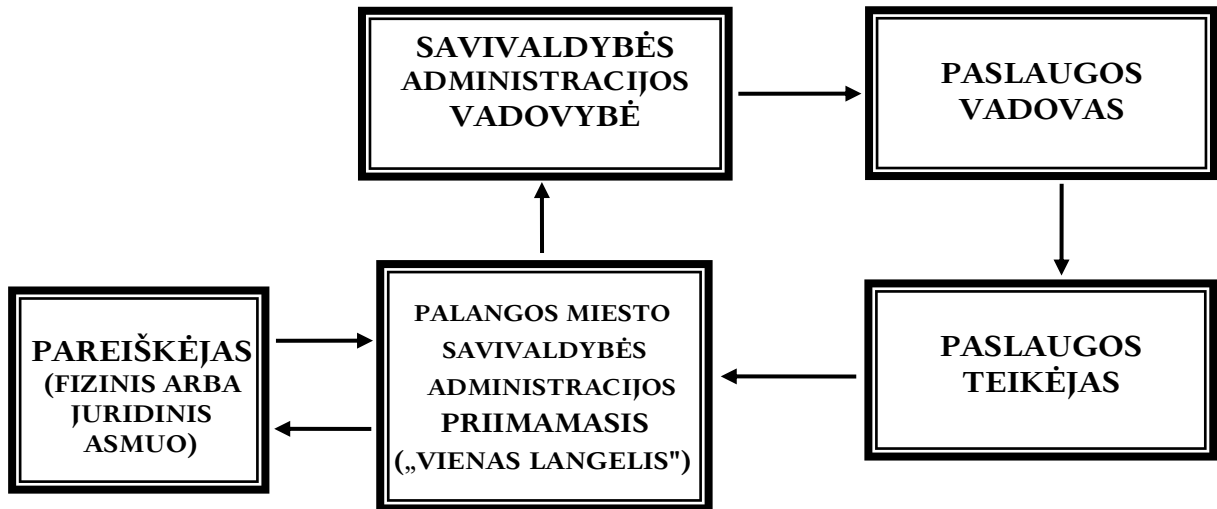 SAVIVALDYBĖS
ADMINISTRACIJOS
VADOVYBĖ
PASLAUGOS
VADOVAS
PAREIŠKĖJAS
(FIZINIS ARBA
JURIDINIS
ASMUO)
PALANGOS MIESTO
SAVIVALDYBĖS
ADMINISTRACIJOS
PRIIMAMASIS
(„VIENAS LANGELIS")
PASLAUGOS
TEIKĖJAS